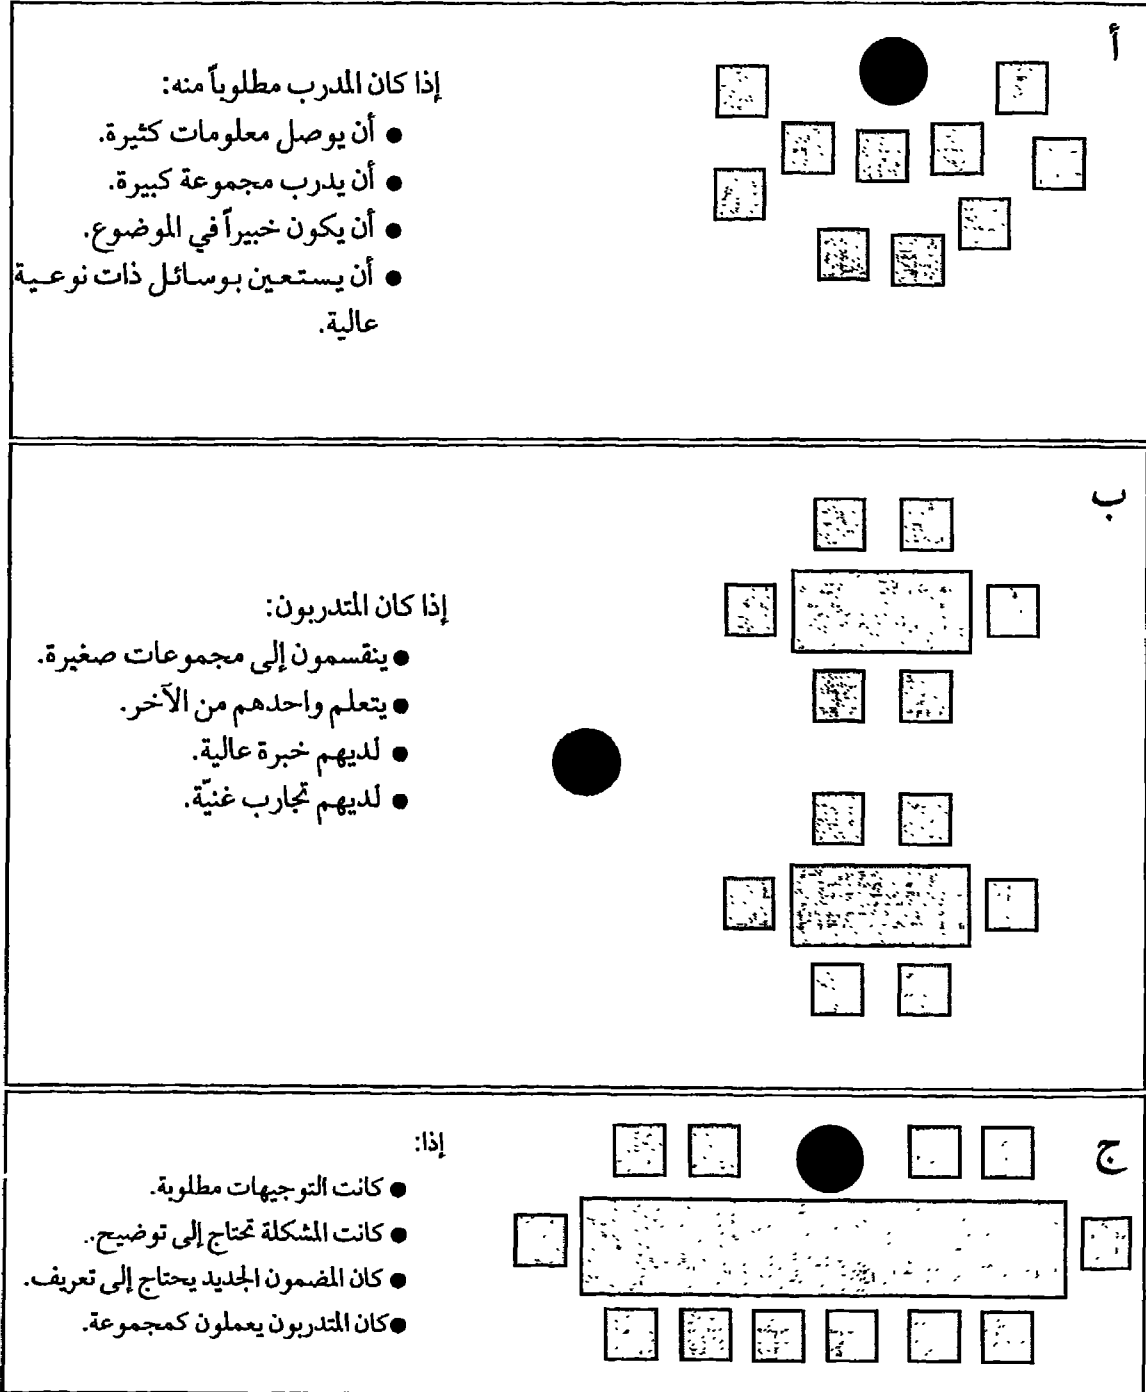 أ
إذا كان المدرب مطلوباً منه:
● أن يوصل معلومات كثيرة.
● أن يدرب مجموعة كبيرة.
● أن يكون خبيراً في الموضوع.
● أن يستعين بوسائل ذات نوعية
عالية.
ب
إذا كان المتدربون:
● ينقسمون إلى مجموعات صغيرة.
● يتعلم واحدهم من الآخر.
● لديهم خبرة عالية.
● لديهم تجارب غنيّة.
ج
إذا:
● كانت التوجيهات مطلوبة.
● كانت المشكلة تحتاج إلى توضيح.
● كان المضمون الجديد يحتاج إلى تعريف.
● كان المتدربون يعملون كمجموعة.